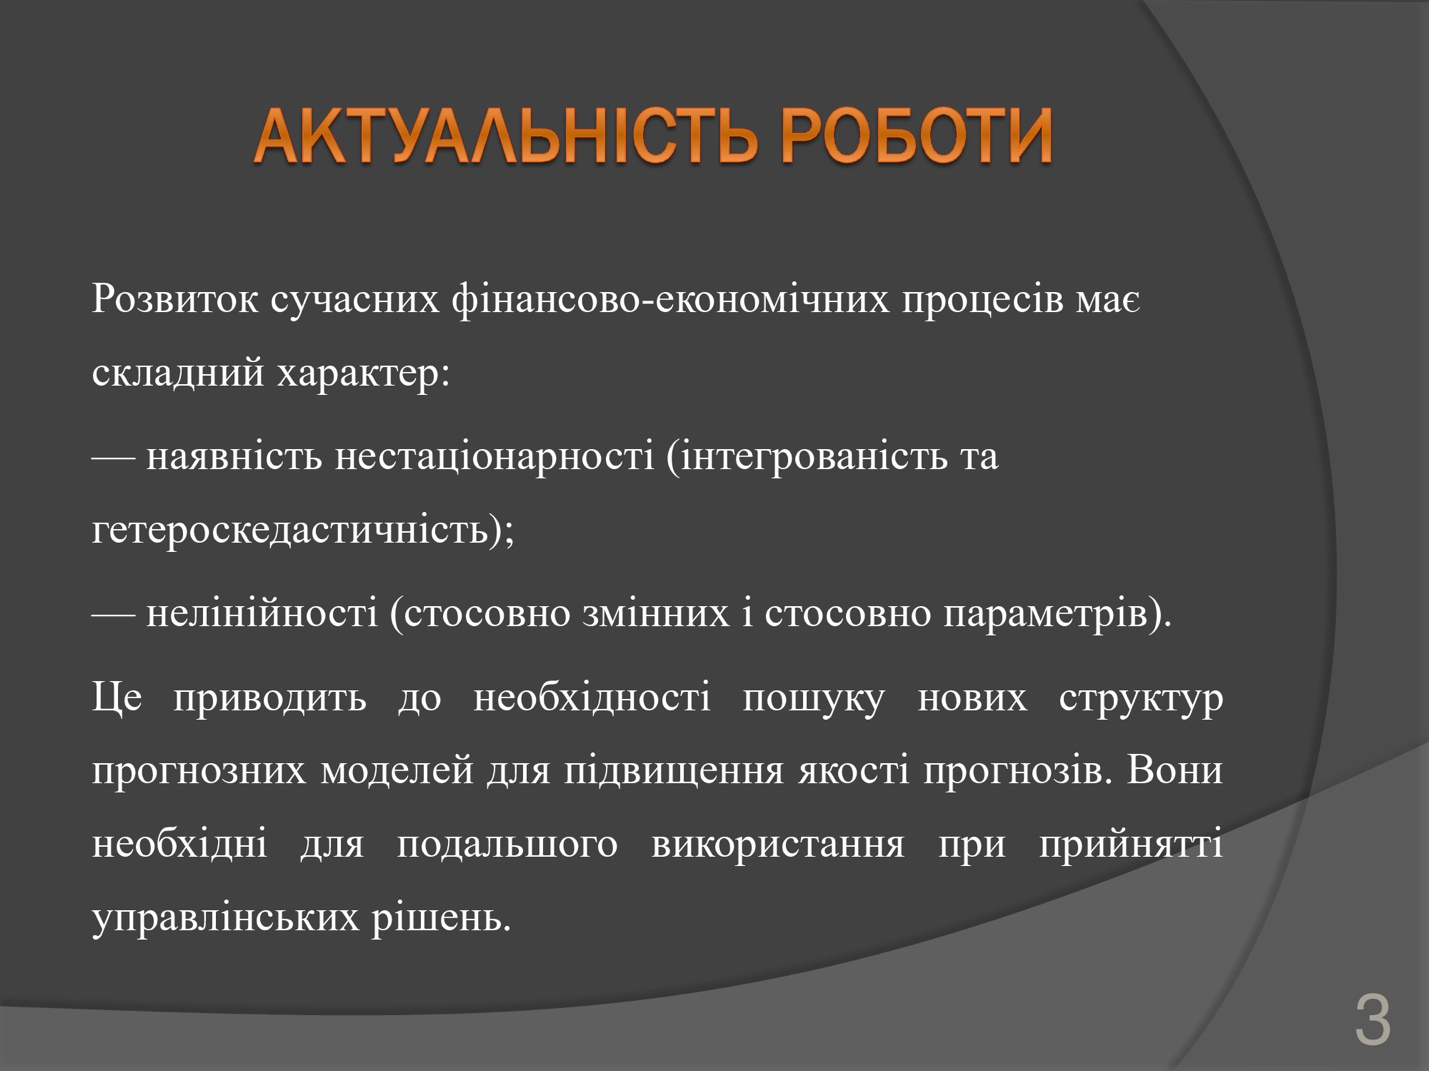 АКТУАЛЬНІСТЬ РОБОТИ
Розвиток сучасних фінансово-економічних процесів має
складний характер:
— наявність нестаціонарності (інтегрованість та
гетероскедастичність);
— нелінійності (стосовно змінних і стосовно параметрів).
Це приводить до необхідності пошуку нових структур
прогнозних моделей для підвищення якості прогнозів. Вони
необхідні для подальшого використання при прийнятті
управлінських рішень.
3